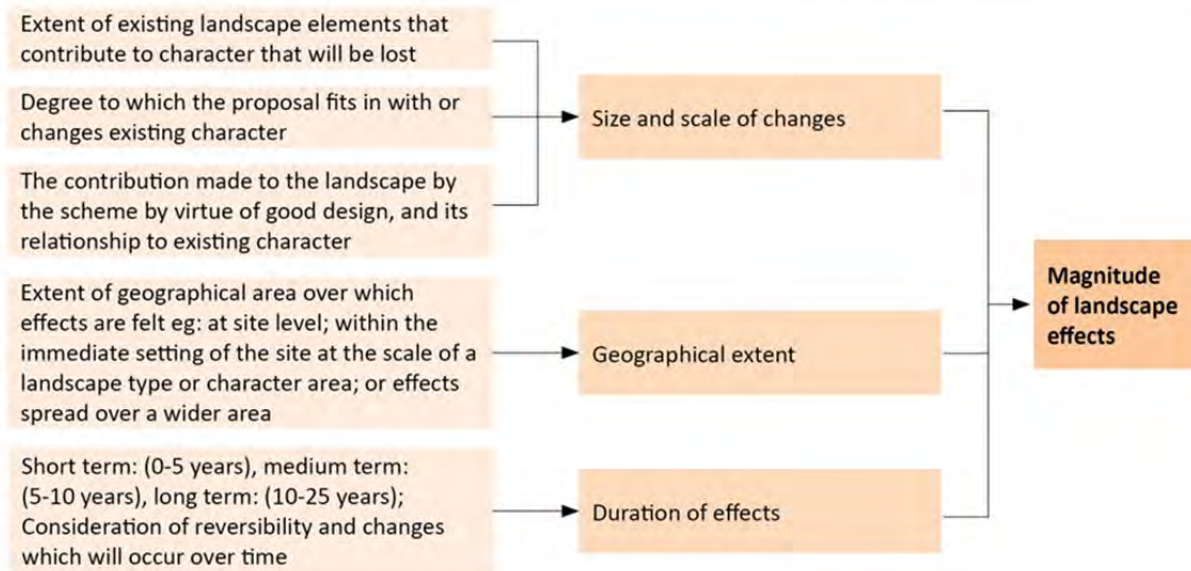 Extent of existing landscape elements that
contribute to character that will be lost
Degree to which the proposal fits in with or
changes existing character
The contribution made to the landscape by
the scheme by virtue of good design, and its
relationship to existing character
Size and scale of changes
Extent of geographical area over which
effects are felt eg: at site level; within the
immediate setting of the site at the scale of a
landscape type or character area; or effects
spread over a wider area
Geographical extent
Short term: (0-5 years), medium term:
(5-10 years), long term: (10-25 years);
Consideration of reversibility and changes
which will occur over time
Duration of effects
Magnitude
of landscape
effects